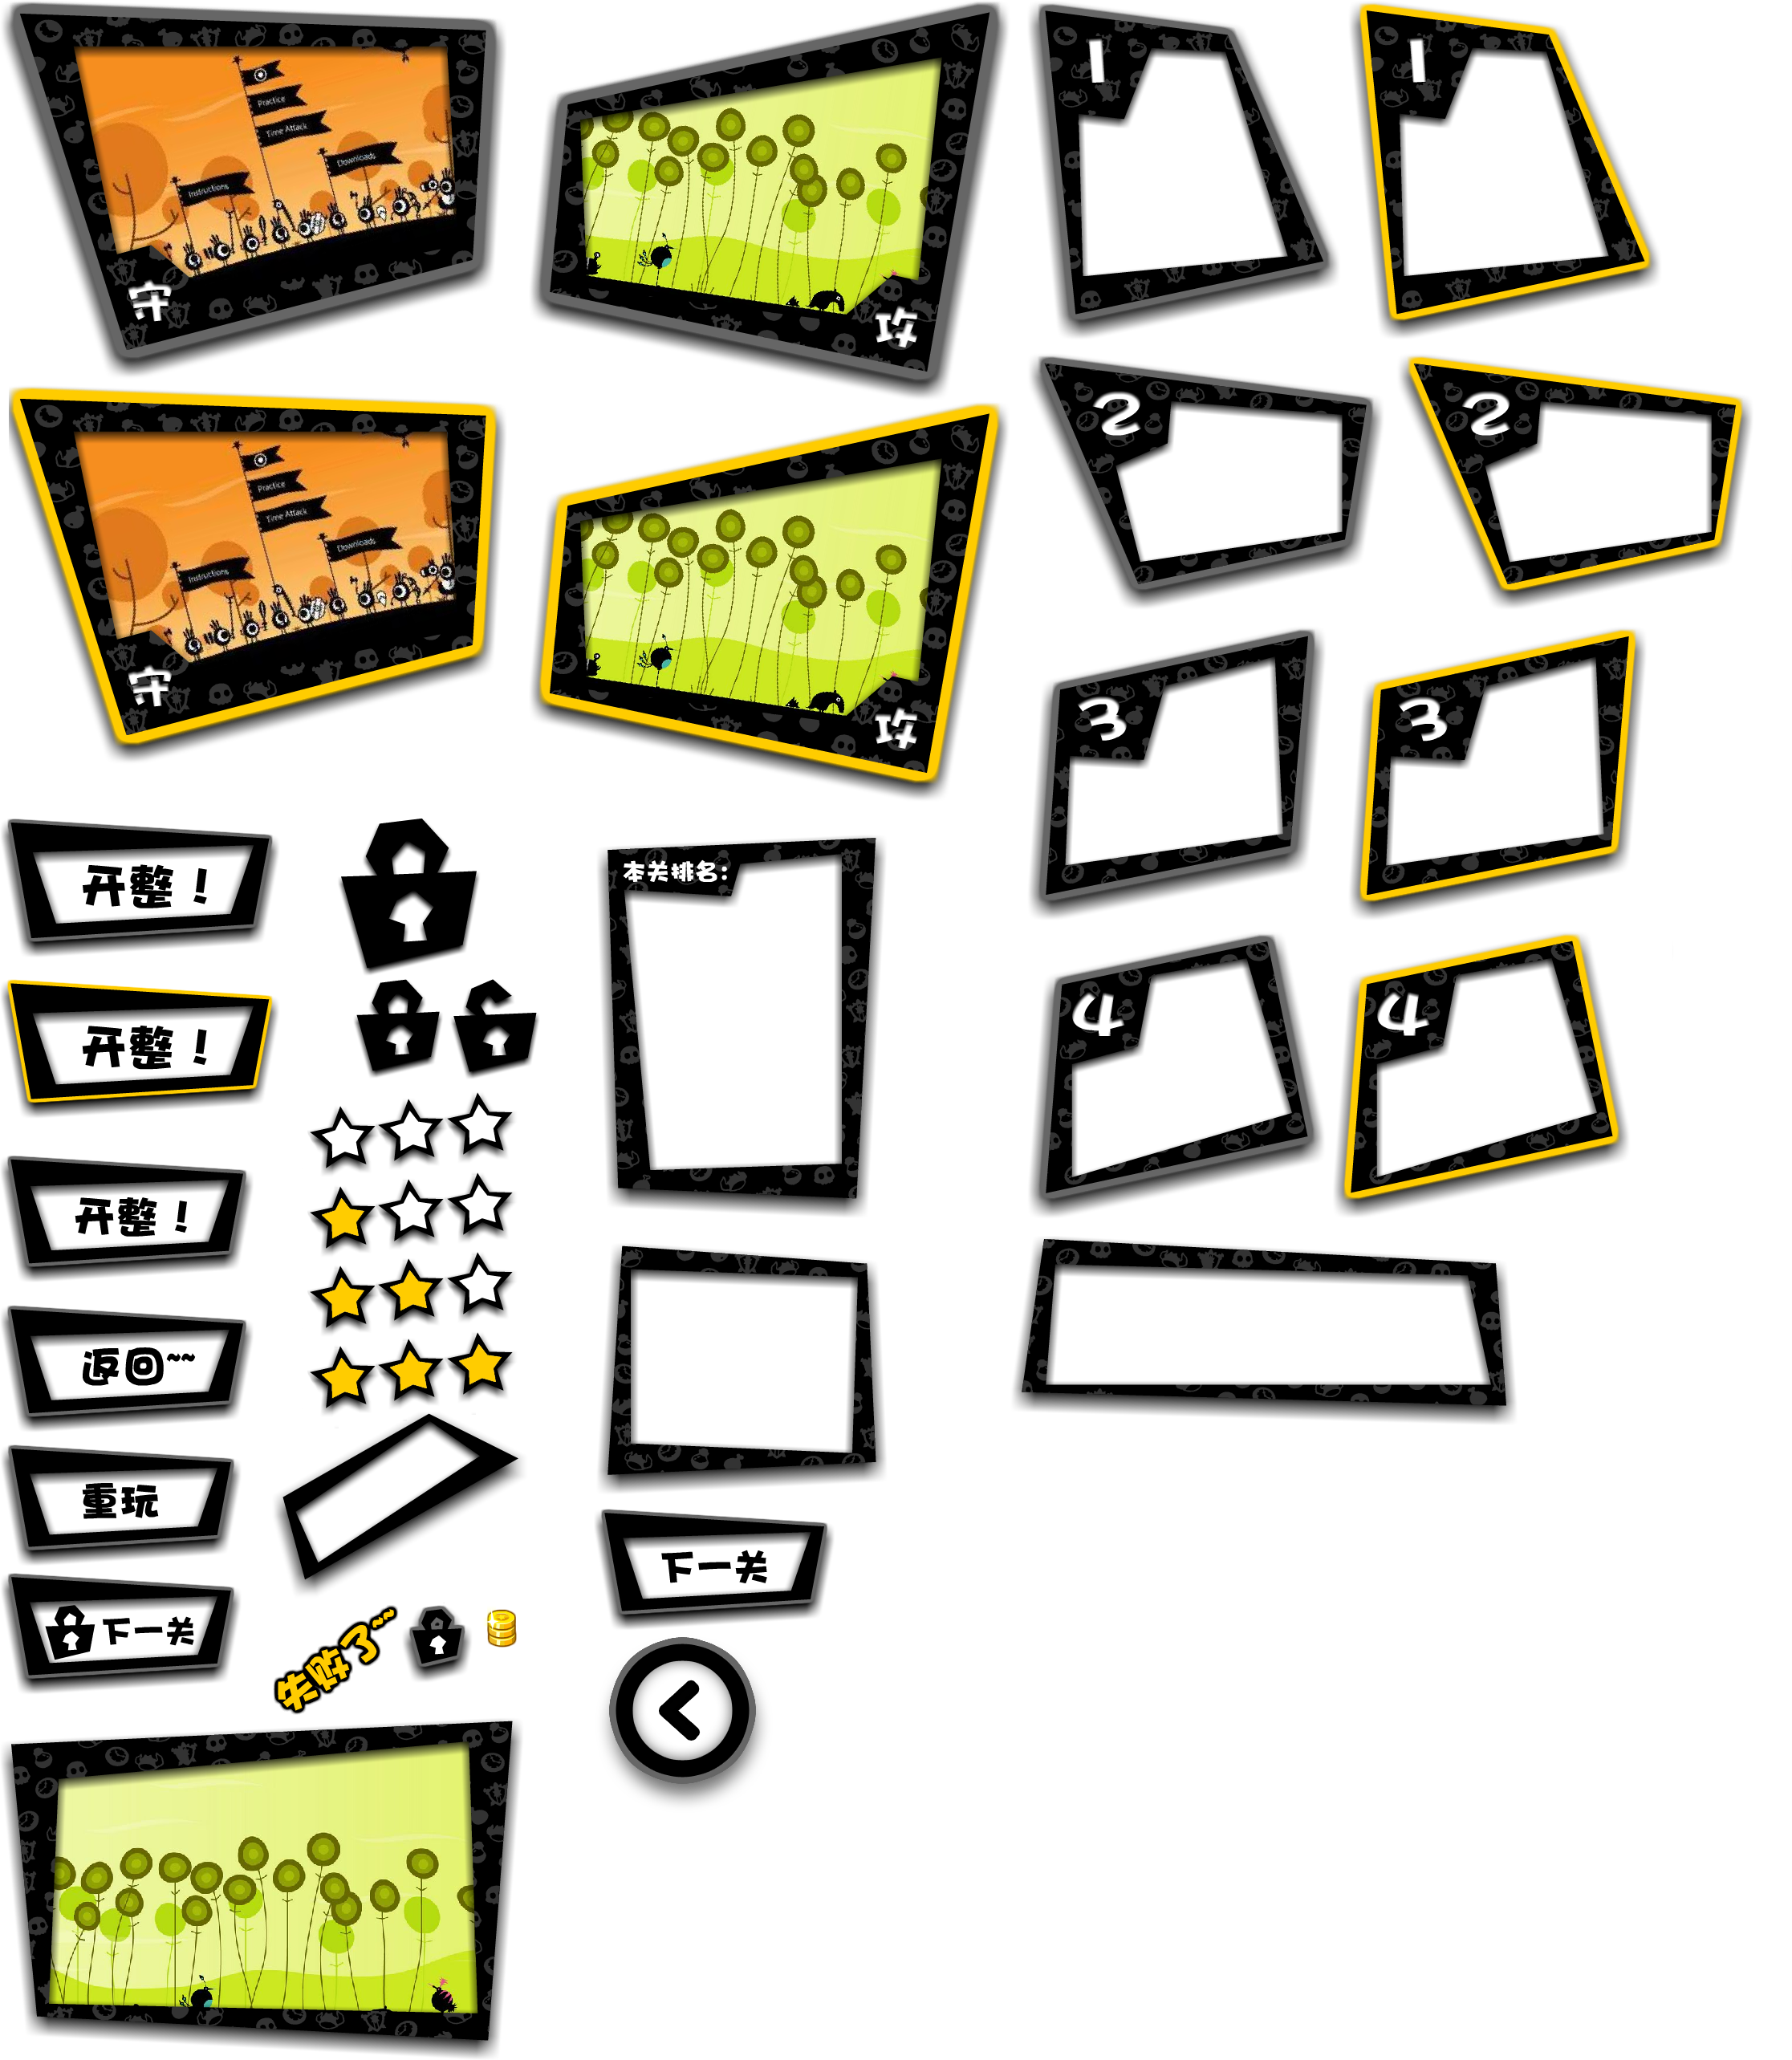 Practice
Time Attack
Downloads
Instructions
守
攻
1
1
2
2
Practice
Time Attack
Downloads
Instructions
守
攻
3
3
开整！
本关排名：
4
4
开整！
开整！
返回~~
重玩
下一关
下一关
失败了~~